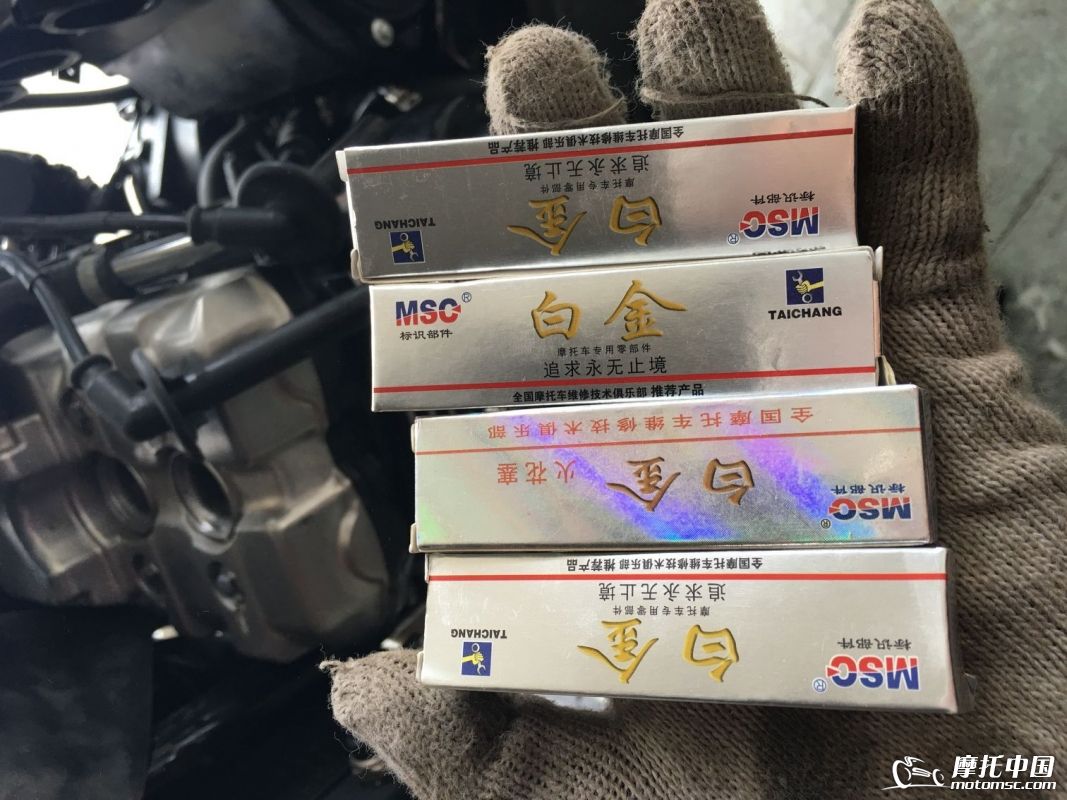 全国摩托车维修技术俱乐部 推荐产品
追求永无止境
摩托车专用零部件
白金
MSC®
标识部件
TAICHANG
MSC®
标识部件
白金
摩托车专用零部件
追求永无止境
TAICHANG
全国摩托车维修技术俱乐部 推荐产品
全国摩托车维修技术俱乐部
白金 火花塞
MSC®
标识部件
全国摩托车维修技术俱乐部 推荐产品
追求永无止境
摩托车专用零部件
白金
MSC®
标识部件
TAICHANG
摩托中国
motomsc.com